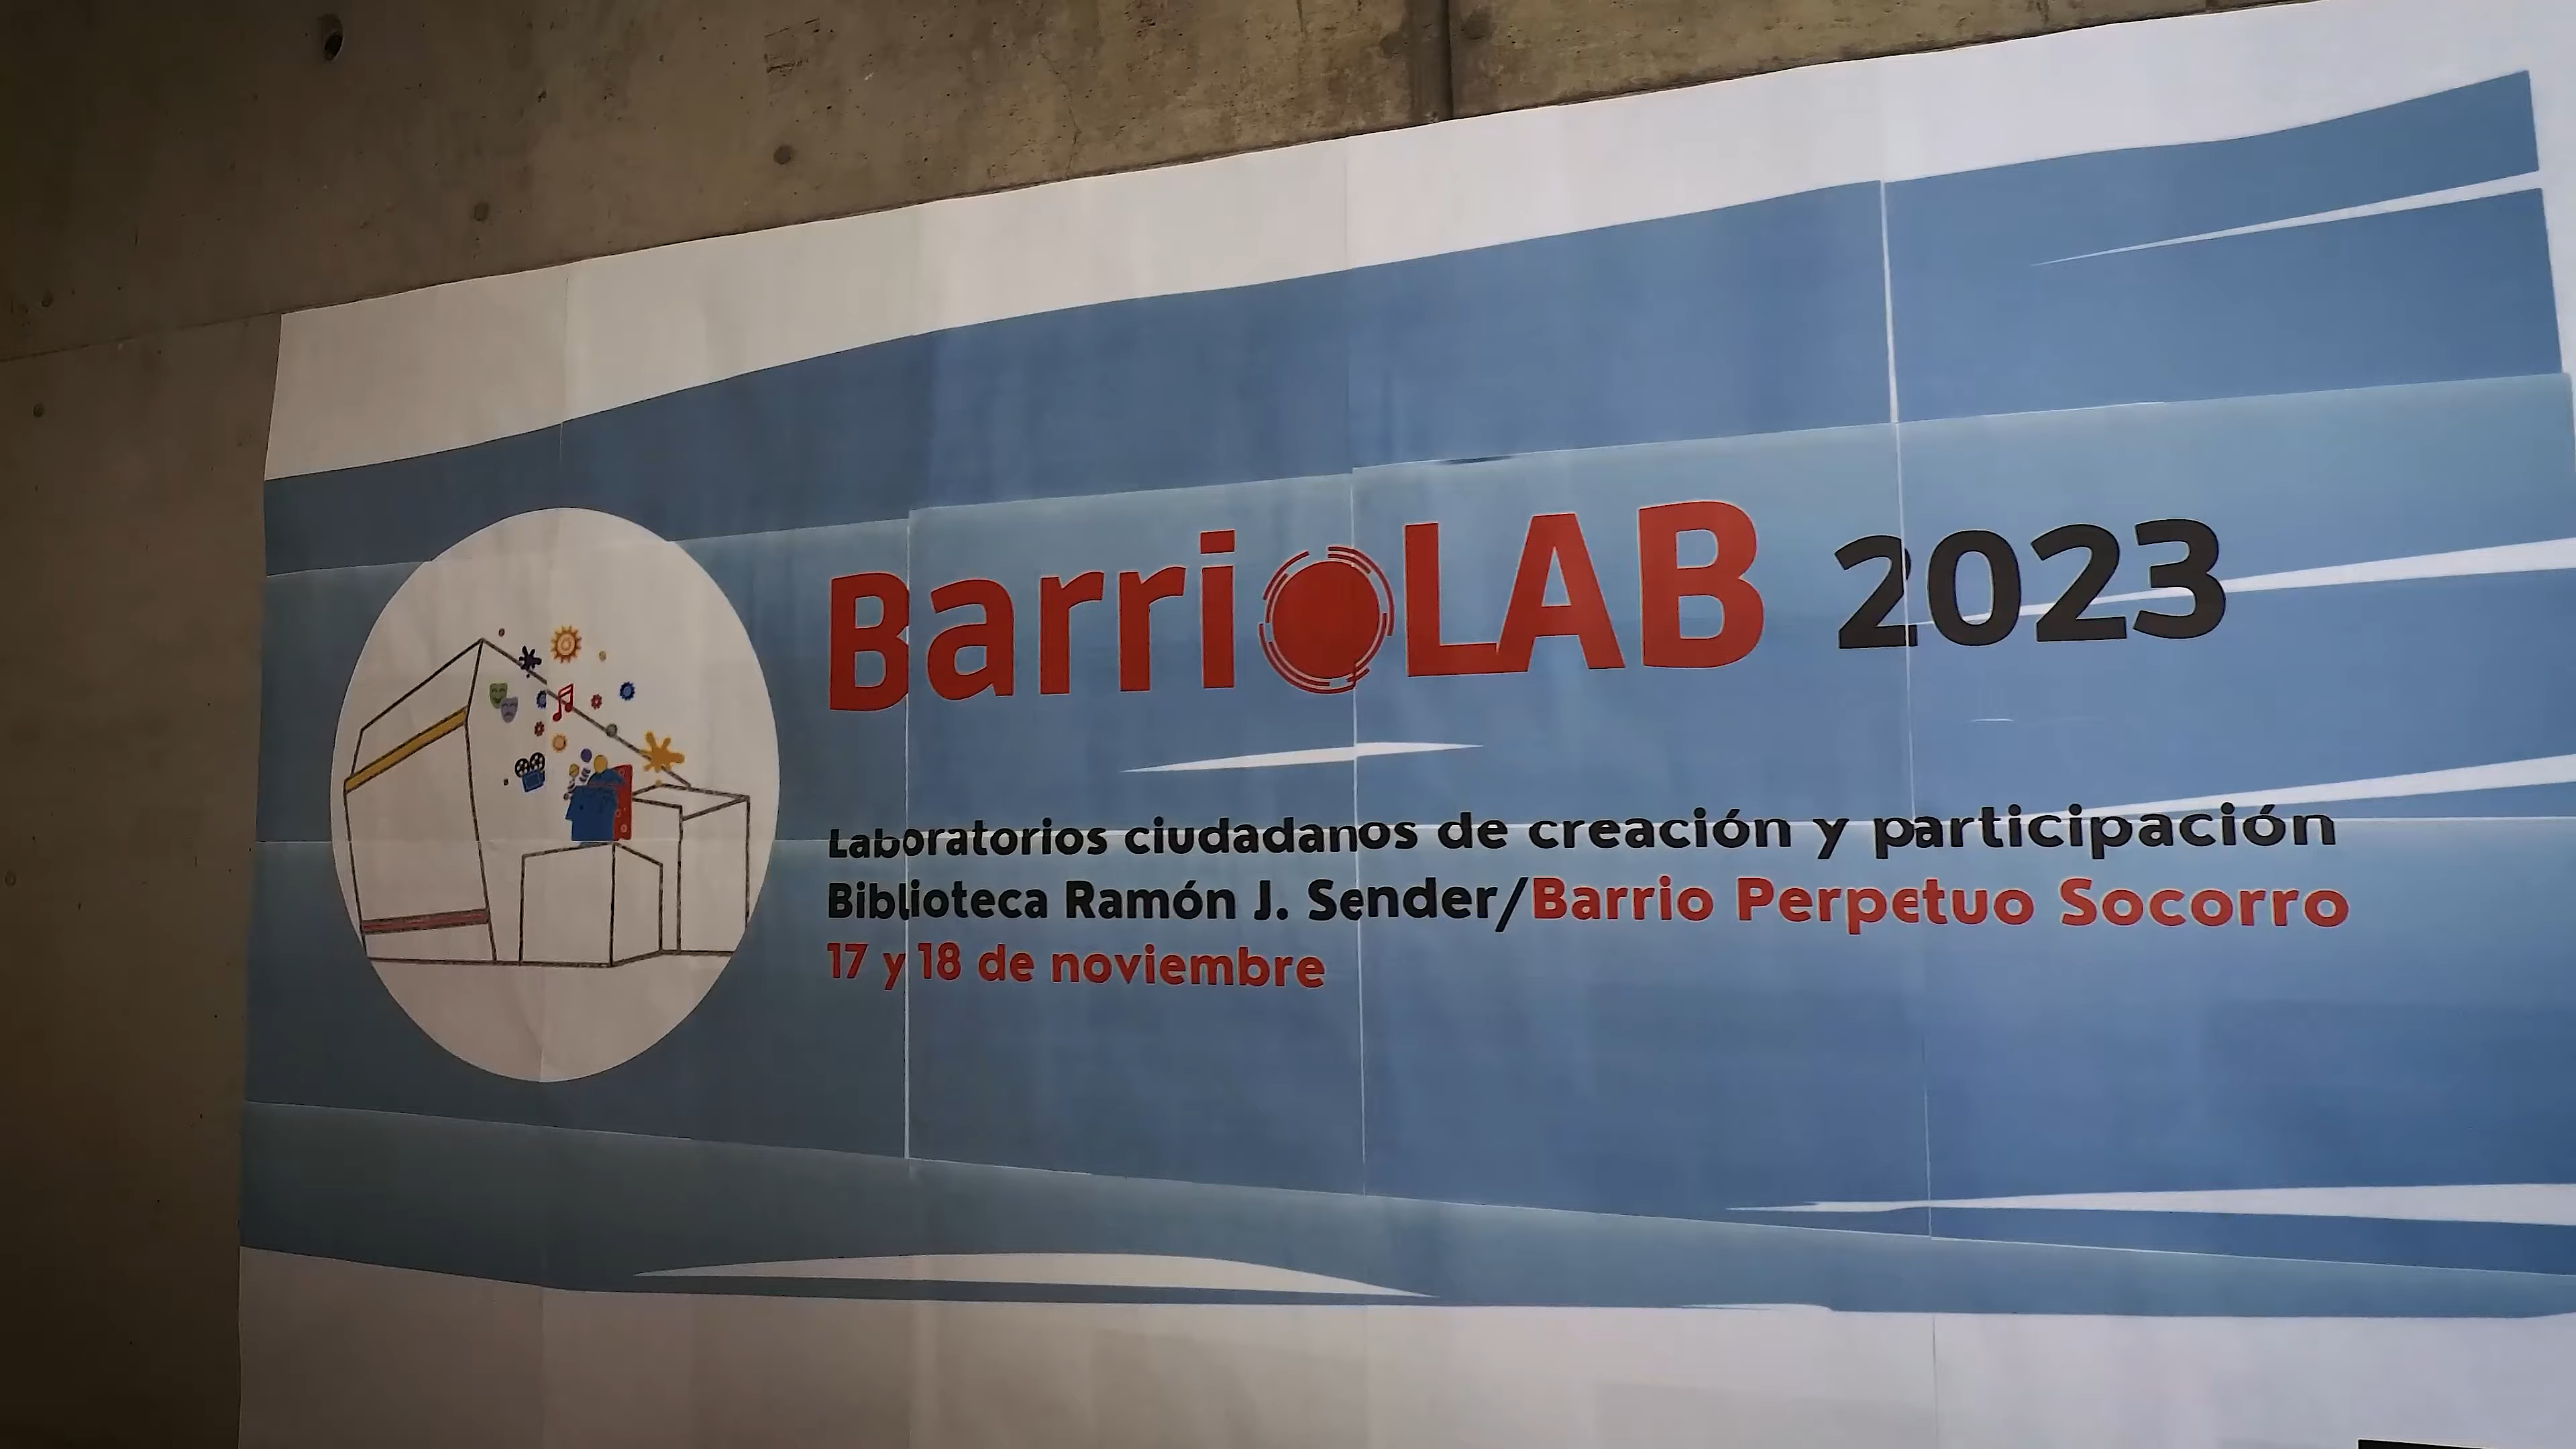 BarrioLAB 2023
Laboratorios ciudadanos de creación y participación
Biblioteca Ramón J. Sender/Barrio Perpetuo Socorro
17 y 18 de noviembre